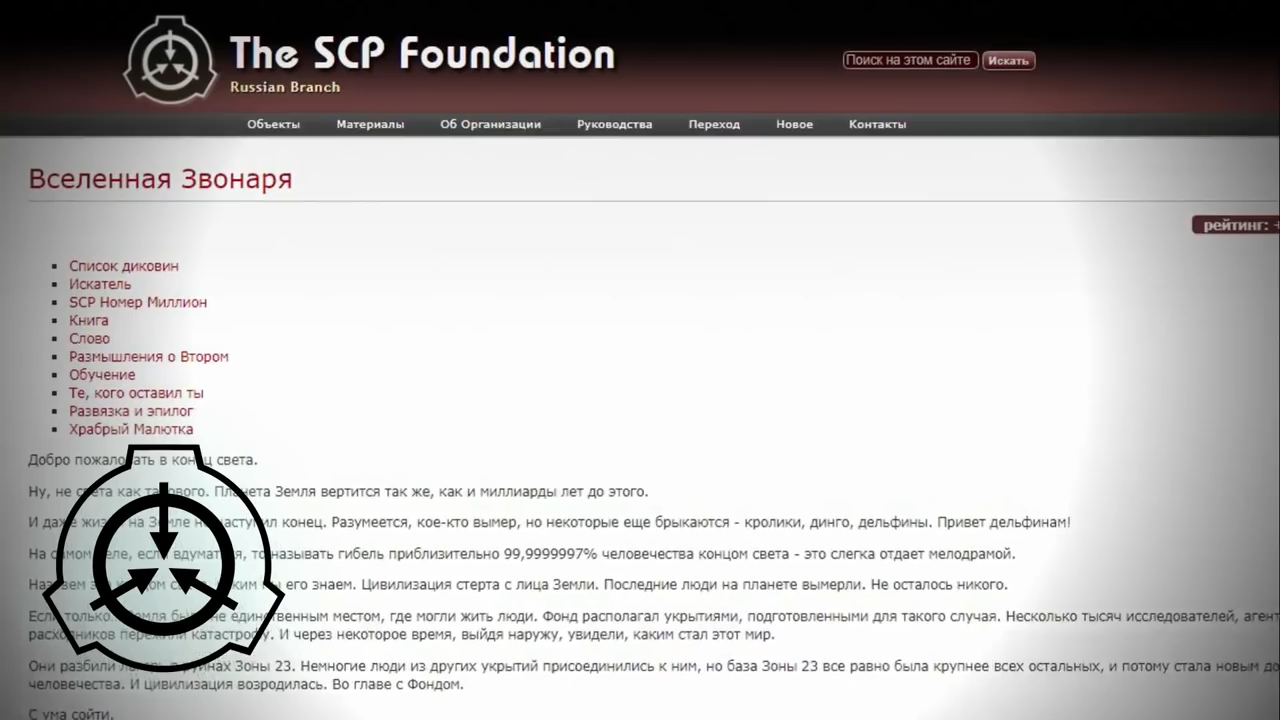 The SCP Foundation
Russian Branch
Поиск на этом сайте
Искать
Объекты Материалы Об Организации Руководства Переход Новое Контакты
Вселенная Звонаря
рейтинг:
Список диковин
Искатель
SCP Номер Миллион
Книга
Слово
Размышления о Втором
Обучение
Те, кого оставил ты
Развязка и эпилог
Храбрый Малютка
Добро пожаловать в конец света.
Ну, не света как такового. Планета Земля вертится так же, как и миллиарды лет до этого.
И даже жизни на Земле не наступил конец. Разумеется, кое-кто вымер, но некоторые еще брыкаются - кролики, динго, дельфины. Привет дельфинам!
На самом деле, если вдуматься, то называть гибель приблизительно 99,9999997% человечества концом света - это слегка отдает мелодрамой.
его знаем. Цивилизация стерта с лица Земли. Последние люди на планете вымерли. Не осталось никого.
Если только Земля была не единственным местом, где могли жить люди. Фонд располагал укрытиями, подготовленными для такого случая. Несколько тысяч исследователей,
расходников пережили катастрофу. И через некоторое время, выйдя наружу, увидели, каким стал этот мир.
Они разбили лагерь в руинах Зоны 23. Немногие люди из других укрытий присоединились к ним, но база Зоны 23 все равно была крупнее всех остальных, и потому стала новым
человечества. И цивилизация возродилась. Во главе с Фондом.
С ума сойти.